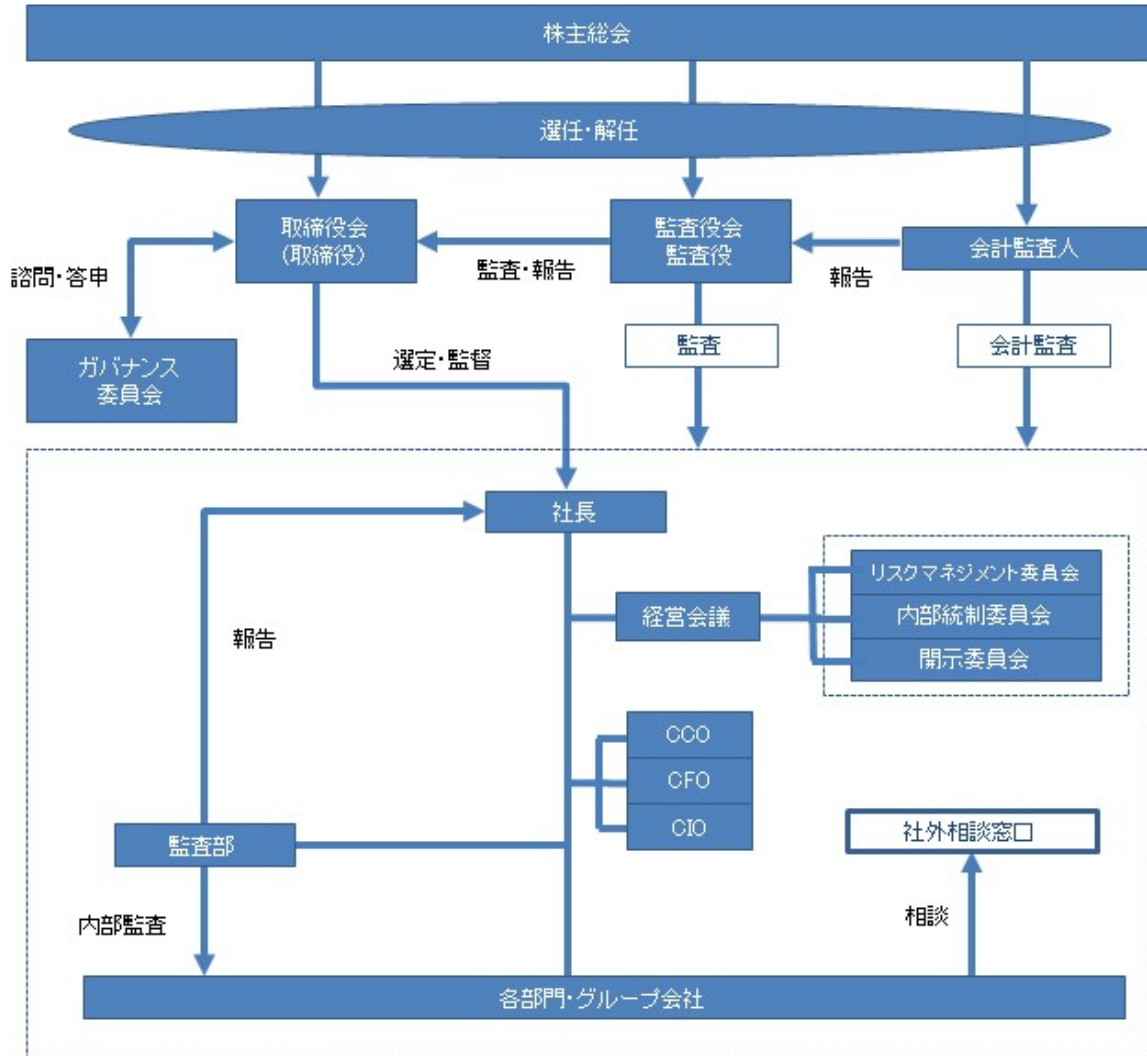 株主総会
選任・解任
取締役会
(取締役)
監査役会
監査役
会計監査人
監査・報告
報告
諮問・答申
ガバナンス
委員会
選定・監督
監査
会計監査
社長
リスクマネジメント委員会
経営会議
内部統制委員会
開示委員会
報告
CCO
CFO
CIO
監査部
社外相談窓口
内部監査
相談
各部門・グループ会社